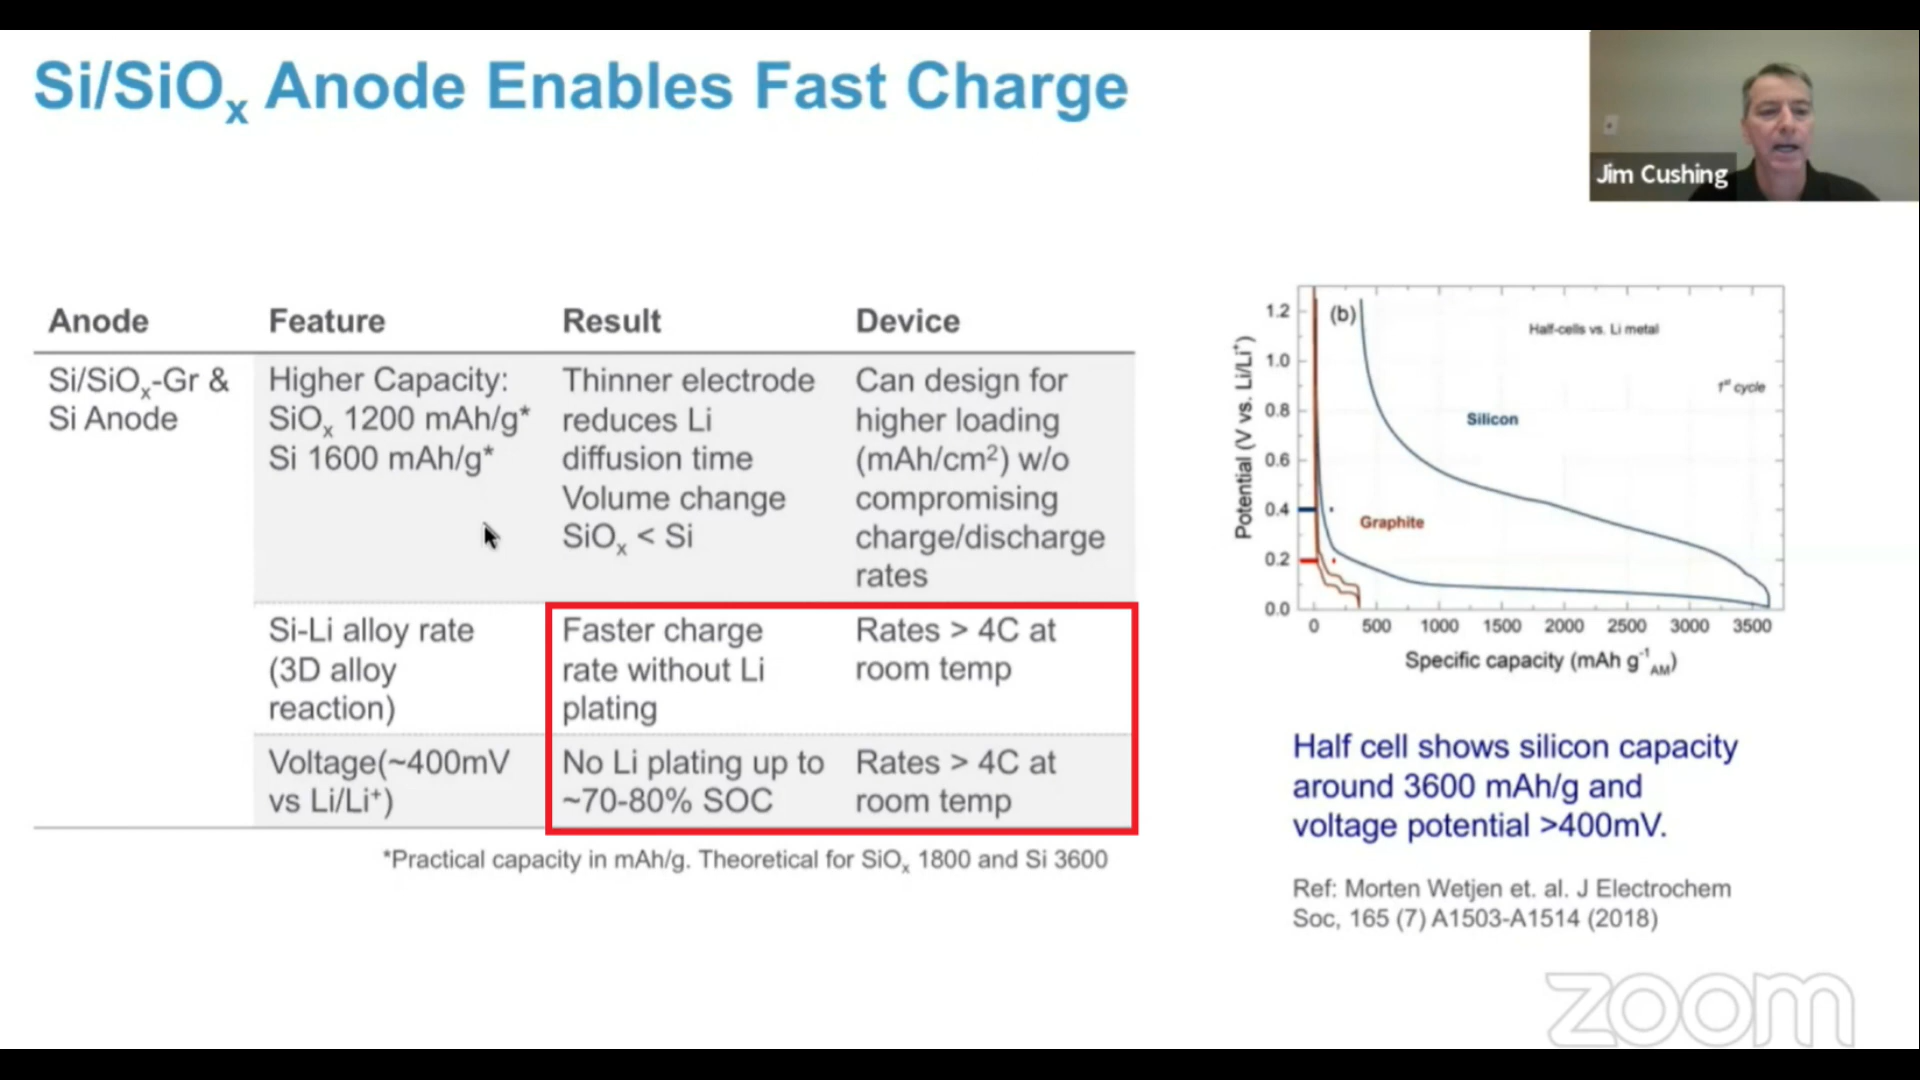 Si/SiOx Anode Enables Fast Charge
Jim Cushing
Anode Feature Result Device
Si/SiOx-Gr &
Si Anode
Higher Capacity:
SiOx 1200 mAh/g*
Si 1600 mAh/g*
Thinner electrode
reduces Li
diffusion time
Volume change
SiOx < Si
Can design for
higher loading
(mAh/cm²) w/o
compromising
charge/discharge
rates
Si-Li alloy rate
(3D alloy
reaction)
Faster charge
rate without Li
plating
Rates > 4C at
room temp
Voltage(~400mV
vs Li/Li⁺)
No Li plating up to
~70-80% SOC
Rates > 4C at
room temp
*Practical capacity in mAh/g. Theoretical for SiOx 1800 and Si 3600
(b)
Half-cells vs. Li metal
1st cycle
Silicon
Graphite
Potential (V vs. Li/Li⁺)
1.2
1.0
0.8
0.6
0.4
0.2
0.0
0 500 1000 1500 2000 2500 3000 3500
Specific capacity (mAh g⁻¹AM)
Half cell shows silicon capacity
around 3600 mAh/g and
voltage potential >400mV.
Ref: Morten Wetjen et. al. J Electrochem
Soc, 165 (7) A1503-A1514 (2018)
zoom